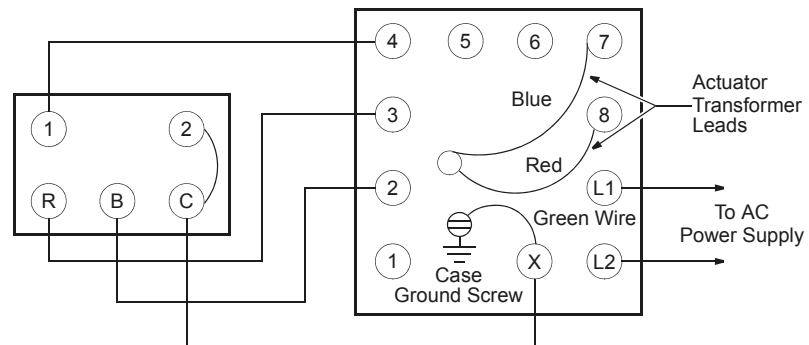 4 5 6 7
Blue
Actuator
Transformer
Leads
1 2
3
8
Red
R B C
2
L1
Green Wire
To AC
Power Supply
1
Case
Ground Screw
X
L2